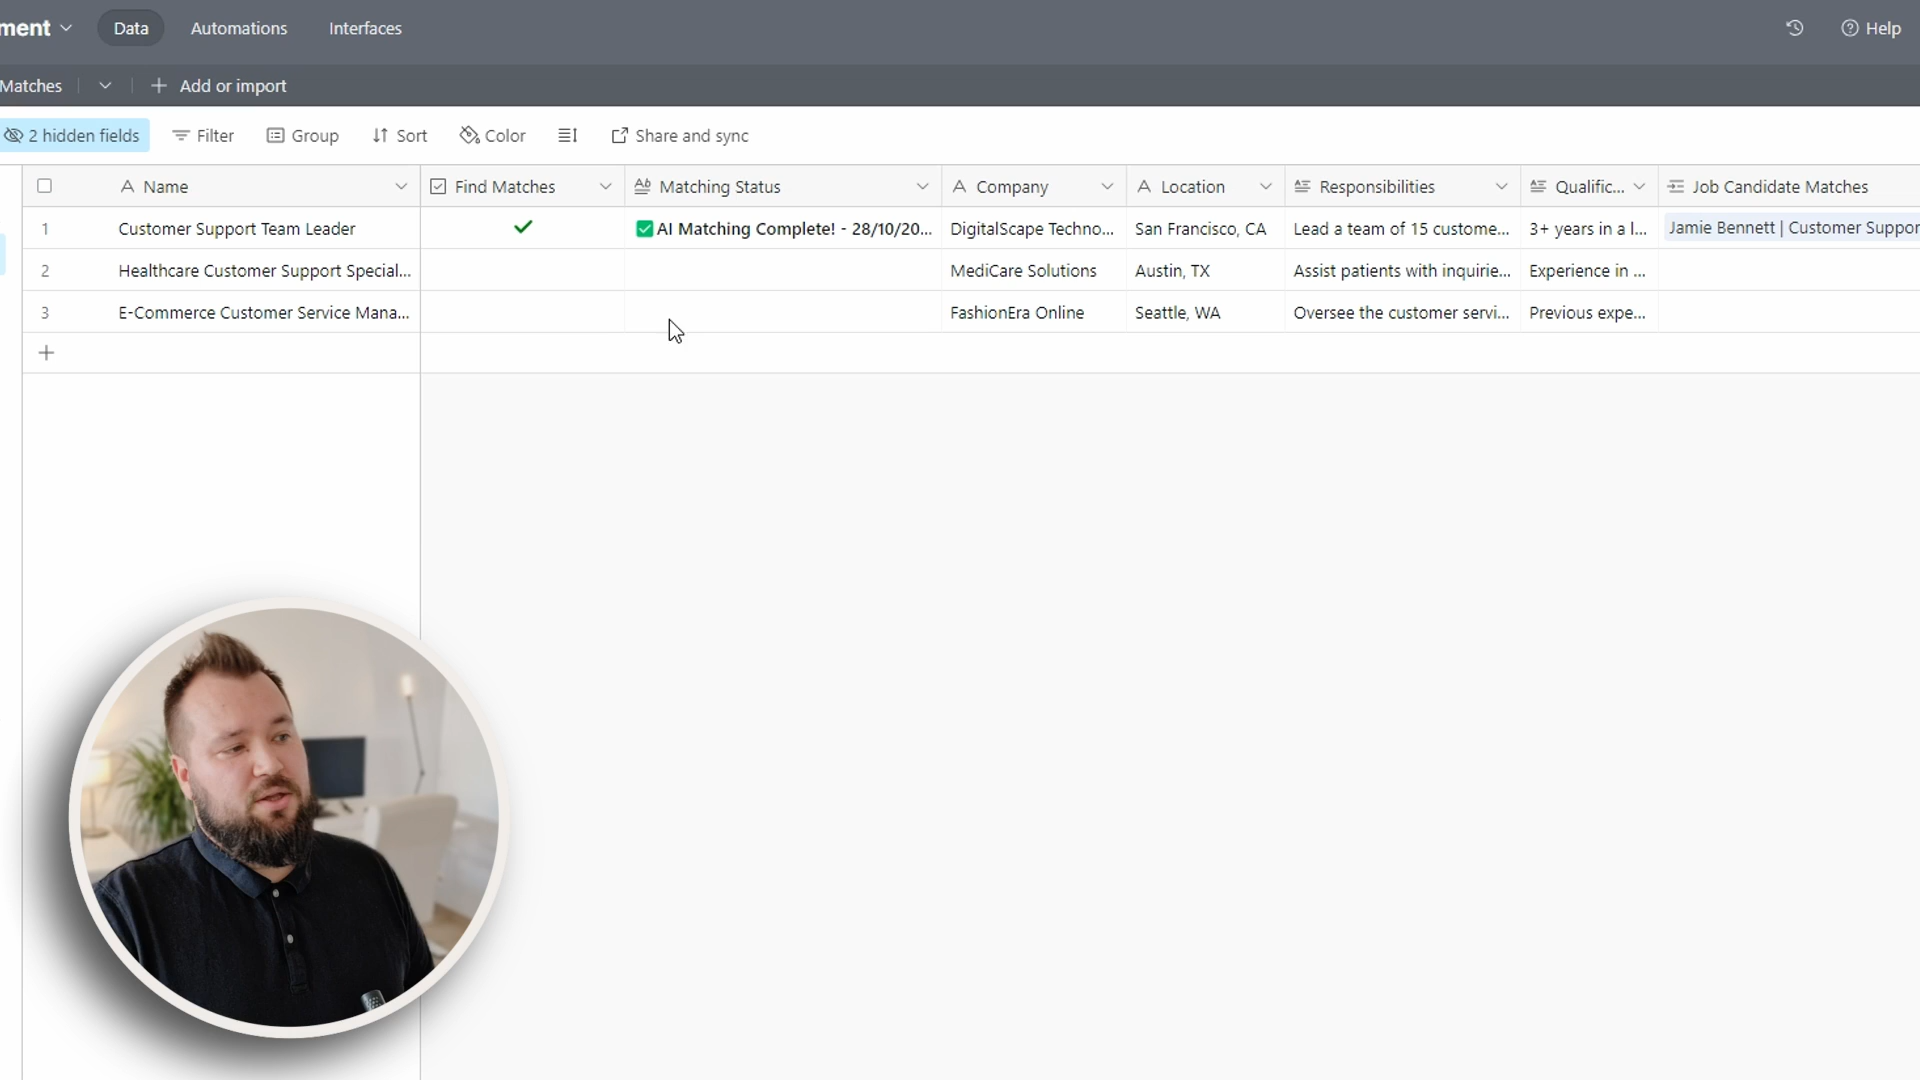 ment Data Automations Interfaces Help
Matches Add or import
2 hidden fields Filter Group Sort Color Share and sync
Name Find Matches Matching Status Company Location Responsibilities Qualific... Job Candidate Matches
1 Customer Support Team Leader ✅ AI Matching Complete! - 28/10/20... DigitalScape Techno... San Francisco, CA Lead a team of 15 custome... 3+ years in a l... Jamie Bennett | Customer Suppor
2 Healthcare Customer Support Special... MediCare Solutions Austin, TX Assist patients with inquirie... Experience in ...
3 E-Commerce Customer Service Mana... FashionEra Online Seattle, WA Oversee the customer servi... Previous expe...